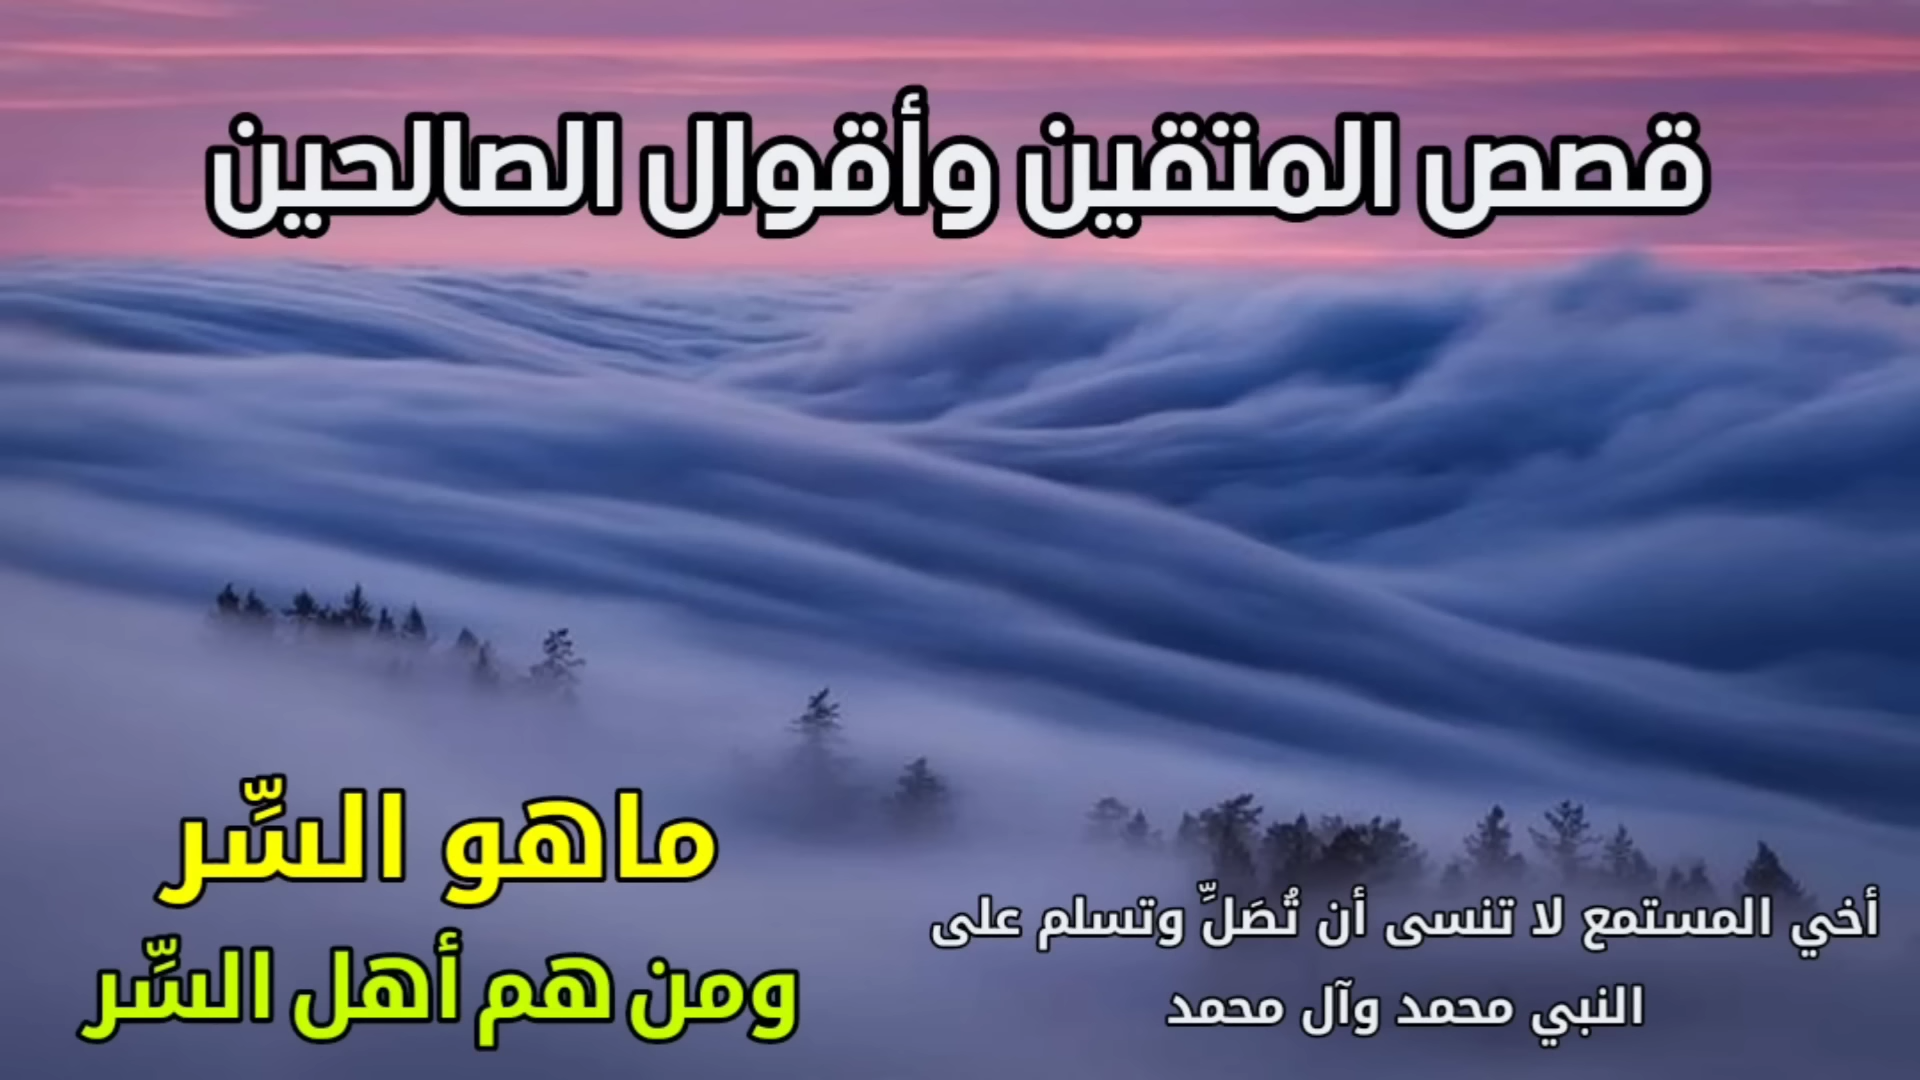 قصص المتقين وأقوال الصالحين
ماهو السِّر
ومن هم أهل السِّر
أخي المستمع لا تنسى أن تُصَلِّ وتسلم على
النبي محمد وآل محمد